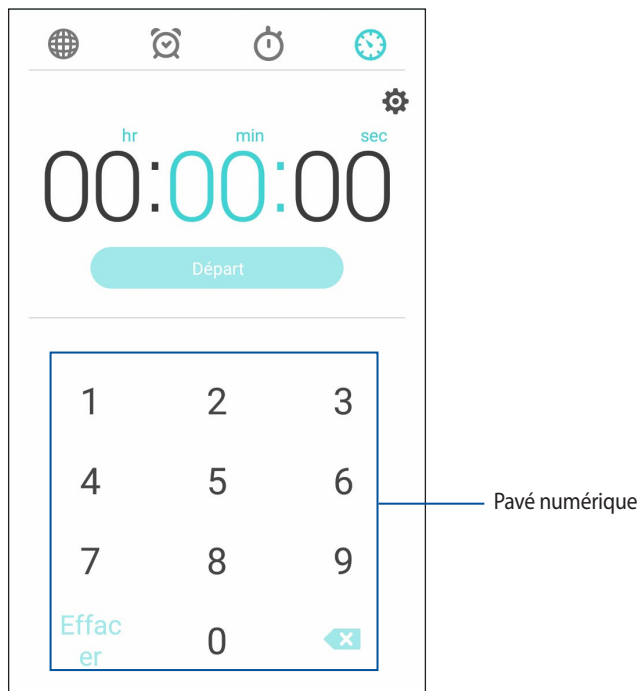 hr min sec
00:00:00
Départ
1 2 3
4 5 6
Pavé numérique
7 8 9
Effac
er
0